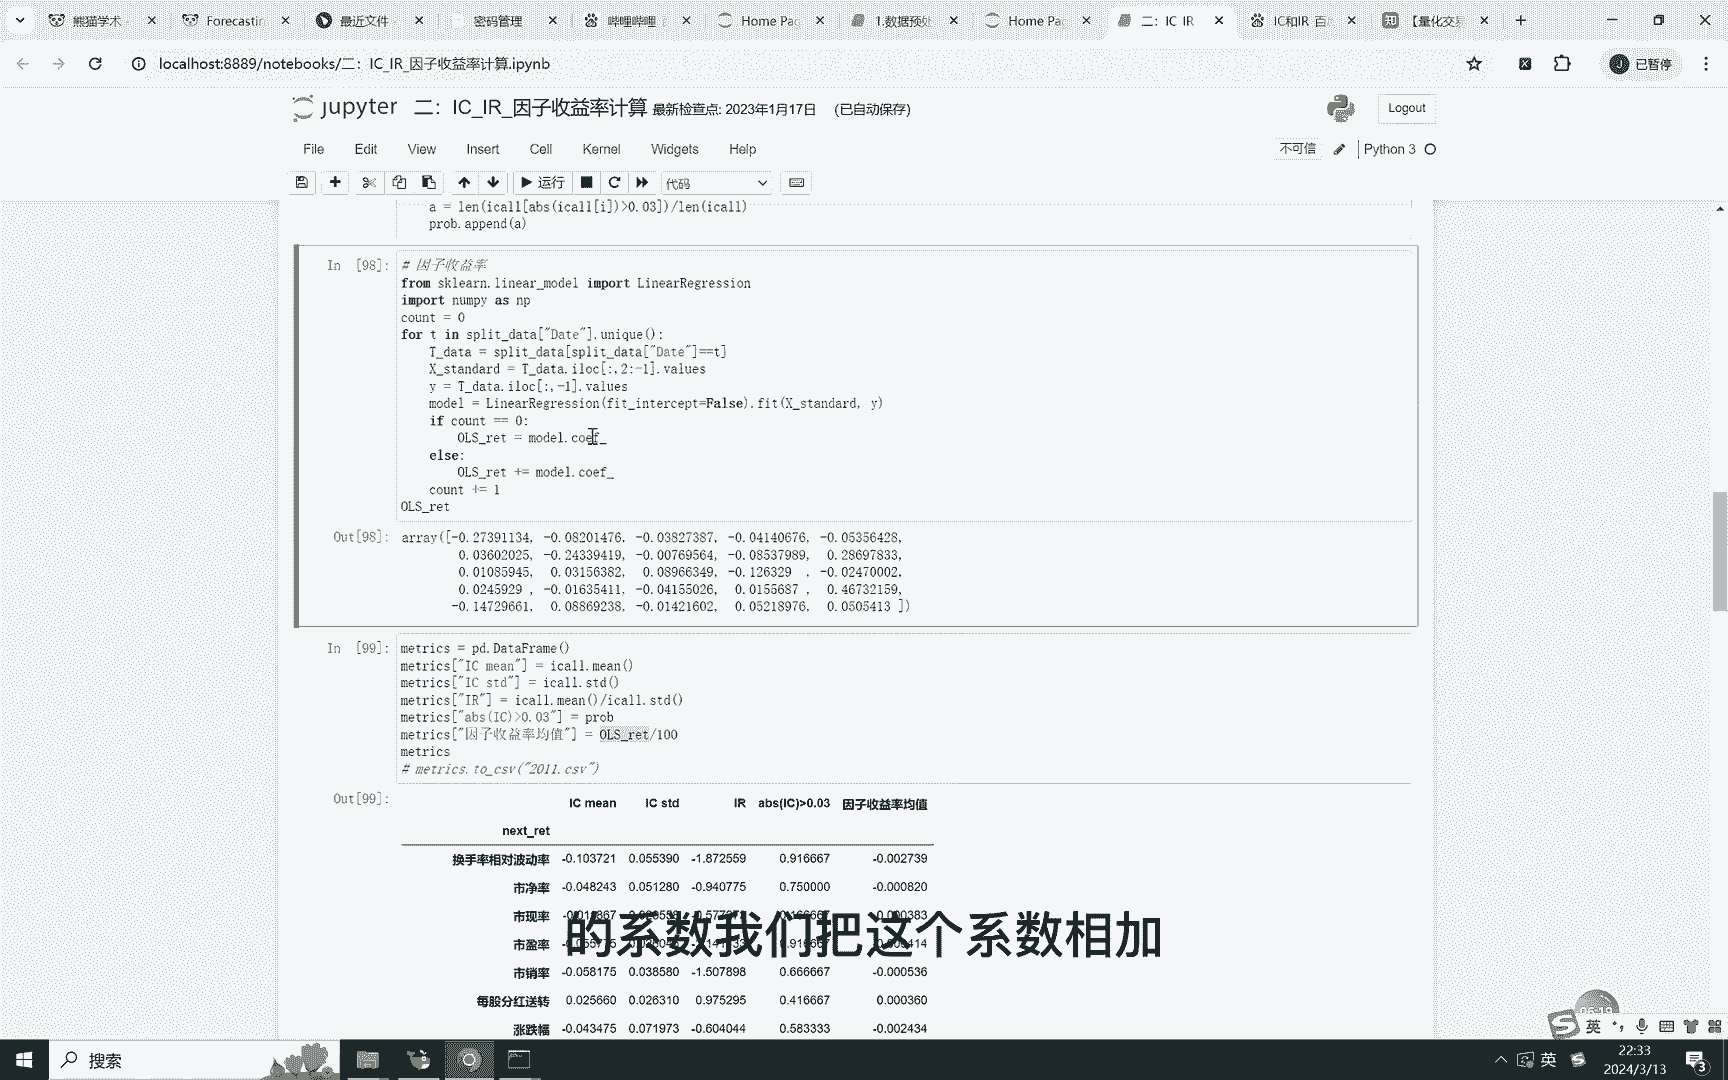 熊猫学术
Forecastin
最近文件
密码管理
哔哩哔哩
Home Pag
1.数据预处
Home Pag
二：IC_IR
IC和IR 百
【量化交易
localhost:8889/notebooks/二：IC_IR_因子收益率计算.ipynb
已暂停
jupyter 二：IC_IR_因子收益率计算 最新检查点: 2023年1月17日 (已自动保存)
Logout
File Edit View Insert Cell Kernel Widgets Help
不可信 Python 3
运行 代码
a = len(icall[abs(icall[i])>0.03])/len(icall)
prob.append(a)
In [98]: # 因子收益率
from sklearn.linear_model import LinearRegression
import numpy as np
count = 0
for t in split_data["Date"].unique():
T_data = split_data[split_data["Date"]==t]
X_standard = T_data.iloc[:,2:-1].values
y = T_data.iloc[:,-1].values
model = LinearRegression(fit_intercept=False).fit(X_standard, y)
if count == 0:
OLS_ret = model.coef_
else:
OLS_ret += model.coef_
count += 1
OLS_ret
Out[98]: array([-0.27391134, -0.08201476, -0.03827387, -0.04140676, -0.05356428,
0.03602025, -0.24339419, -0.00769564, -0.08537989, 0.28697833,
0.01085945, 0.03156382, 0.08966349, -0.126329 , -0.02470002,
0.0245929 , -0.01635411, -0.04155026, 0.0155687 , 0.46732159,
-0.14729661, 0.08869238, -0.01421602, 0.05218976, 0.0505413 ])
In [99]: metrics = pd.DataFrame()
metrics["IC mean"] = icall.mean()
metrics["IC std"] = icall.std()
metrics["IR"] = icall.mean()/icall.std()
metrics["abs(IC)>0.03"] = prob
metrics["因子收益率均值"] = OLS_ret/100
metrics
# metrics.to_csv("2011.csv")
Out[99]:
IC mean IC std IR abs(IC)>0.03 因子收益率均值
next_ret
换手率相对波动率 -0.103721 0.055390 -1.872559 0.916667 -0.002739
市净率 -0.048243 0.051280 -0.940775 0.750000 -0.000820
市现率
市盈率
的系数我们把这个系数相加
市销率 -0.058175 0.038580 -1.507898 0.666667 -0.000536
每股分红送转 0.025660 0.026310 0.975295 0.416667 0.000360
涨跌幅 -0.043475 0.071973 -0.604044 0.583333 -0.002434
英
搜索
英
22:33
2024/3/13
3